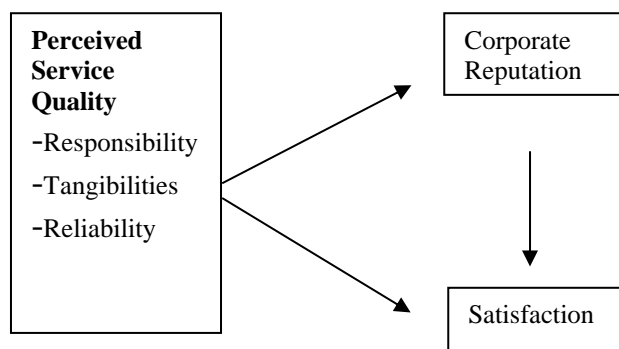 Perceived
Service
Quality
-Responsibility
-Tangibilities
-Reliability
Corporate
Reputation
Satisfaction